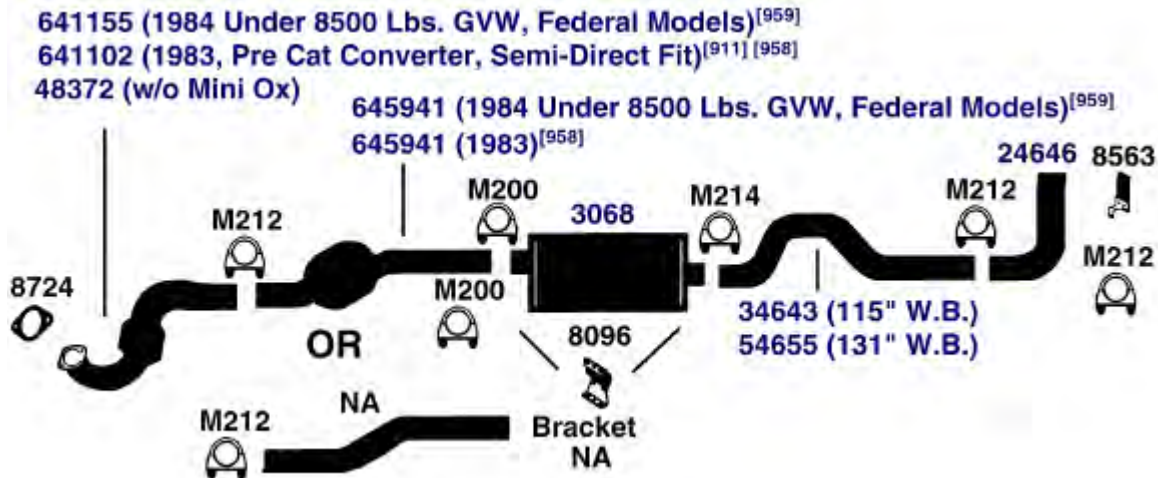 641155 (1984 Under 8500 Lbs. GVW, Federal Models)[959]
641102 (1983, Pre Cat Converter, Semi-Direct Fit)[911] [958]
48372 (w/o Mini Ox)
645941 (1984 Under 8500 Lbs. GVW, Federal Models)[959]
645941 (1983)[958]
24646 8563
M200
M214
M212
M212
3068
M212
8724
M200
OR
8096
34643 (115" W.B.)
54655 (131" W.B.)
NA
M212
Bracket
NA